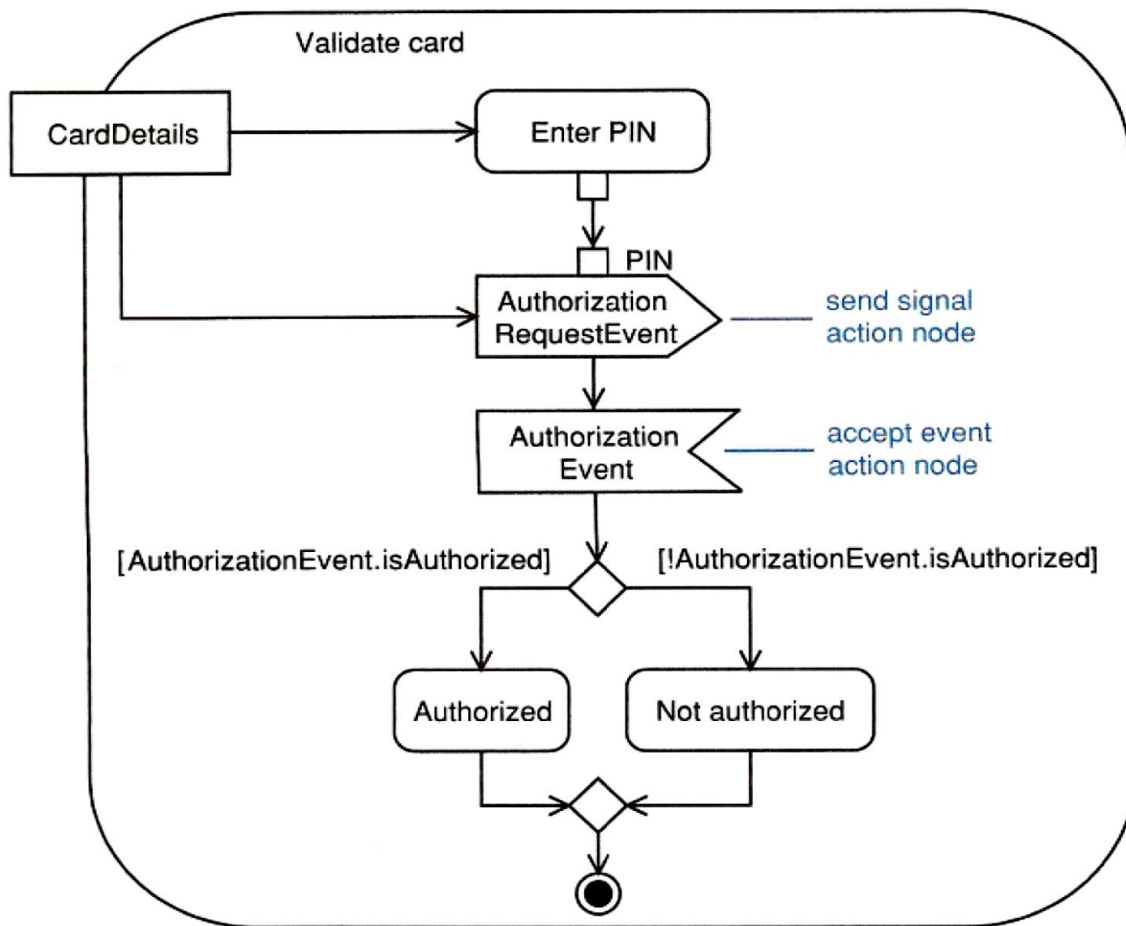 Validate card
CardDetails
Enter PIN
PIN
Authorization
RequestEvent
send signal
action node
Authorization
Event
accept event
action node
[AuthorizationEvent.isAuthorized]
[!AuthorizationEvent.isAuthorized]
Authorized
Not authorized